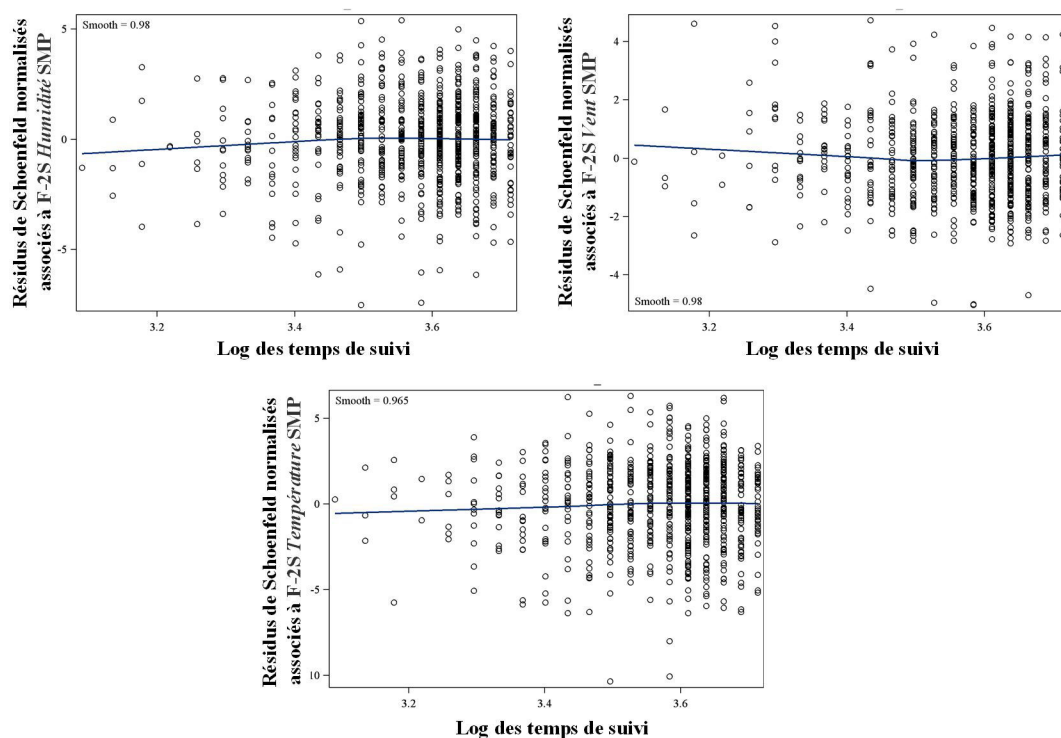 Résidus de Schoenfeld normalisés
associés à F-2S Humidité SMP
Smooth = 0.98
5
0
-5
3.2
3.4
3.6
Log des temps de suivi
Résidus de Schoenfeld normalisés
associés à F-2S Vent SMP
4
2
0
-2
-4
Smooth = 0.98
3.2
3.4
3.6
Log des temps de suivi
Résidus de Schoenfeld normalisés
associés à F-2S Température SMP
Smooth = 0.965
5
0
-5
10
3.2
3.4
3.6
Log des temps de suivi